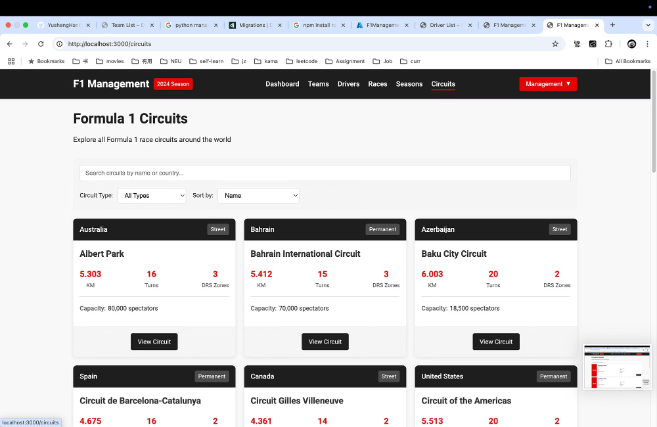 YushengHan
Team List – D
python manag
Migrations | D
npm install n
F1Manageme
Driver List –
F1 Managem
F1 Managem
http://localhost:3000/circuits
Bookmarks
movies
有用
NEU
self-learn
jz
kama
leetcode
Assignment
Job
curr
All Bookmarks
F1 Management
2024 Season
Dashboard
Teams
Drivers
Races
Seasons
Circuits
Management ▼
Formula 1 Circuits
Explore all Formula 1 race circuits around the world
Search circuits by name or country...
Circuit Type:
All Types
Sort by:
Name
Australia
Street
Albert Park
5.303 16 3
KM Turns DRS Zones
Capacity: 80,000 spectators
View Circuit
Bahrain
Permanent
Bahrain International Circuit
5.412 15 3
KM Turns DRS Zones
Capacity: 70,000 spectators
View Circuit
Azerbaijan
Street
Baku City Circuit
6.003 20 2
KM Turns DRS Zones
Capacity: 18,500 spectators
View Circuit
Spain
Permanent
Circuit de Barcelona-Catalunya
4.675 16 2
Canada
Street
Circuit Gilles Villeneuve
4.361 14 2
United States
Permanent
Circuit of the Americas
5.513 20 2
localhost:3000/circuits